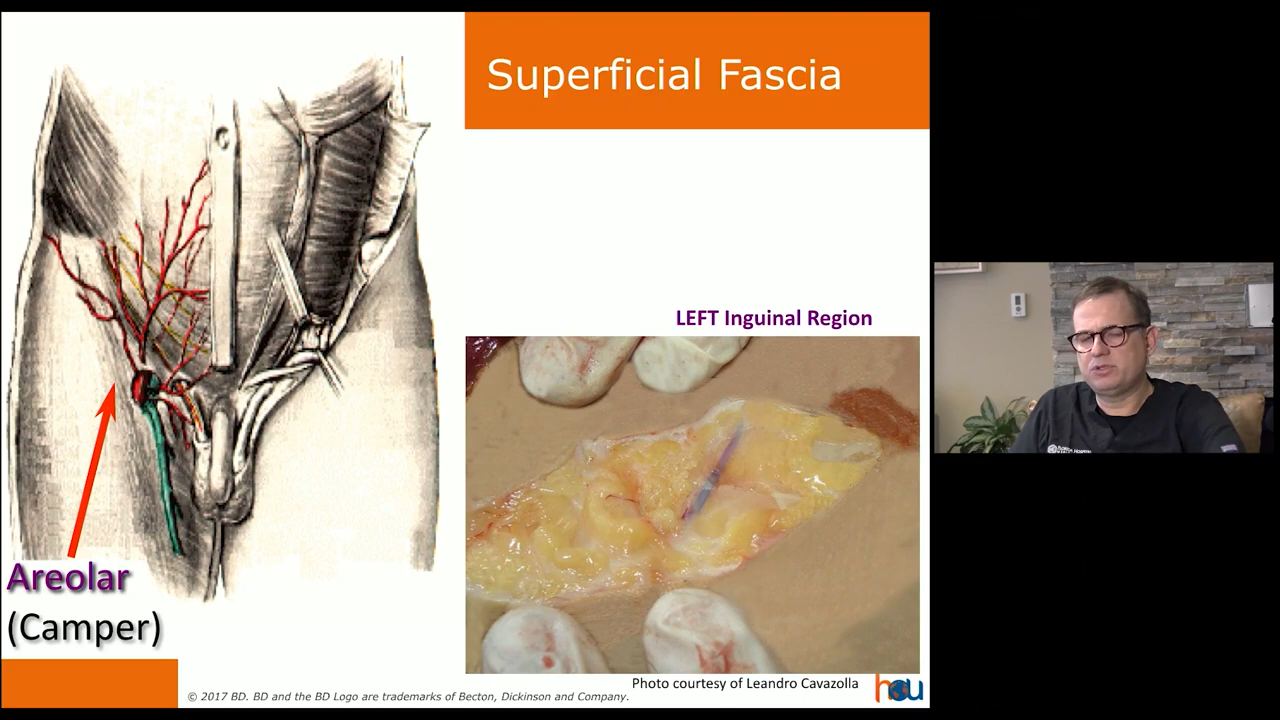 Superficial Fascia
LEFT Inguinal Region
Areolar
(Camper)
Photo courtesy of Leandro Cavazolla
hou
© 2017 BD. BD and the BD Logo are trademarks of Becton, Dickinson and Company.